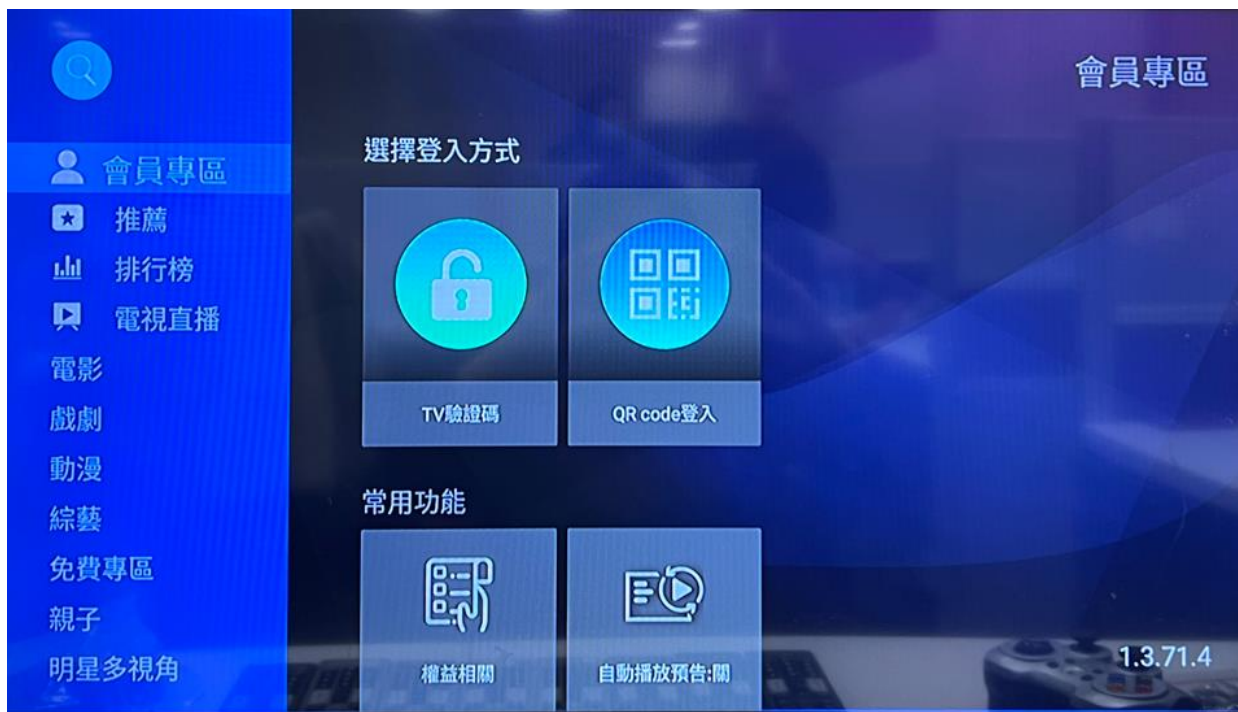 會員專區
會員專區
推薦
排行榜
電視直播
電影
戲劇
動漫
綜藝
免費專區
親子
明星多視角
選擇登入方式
TV驗證碼
QR code登入
常用功能
權益相關
自動播放預告:關
1.3.71.4